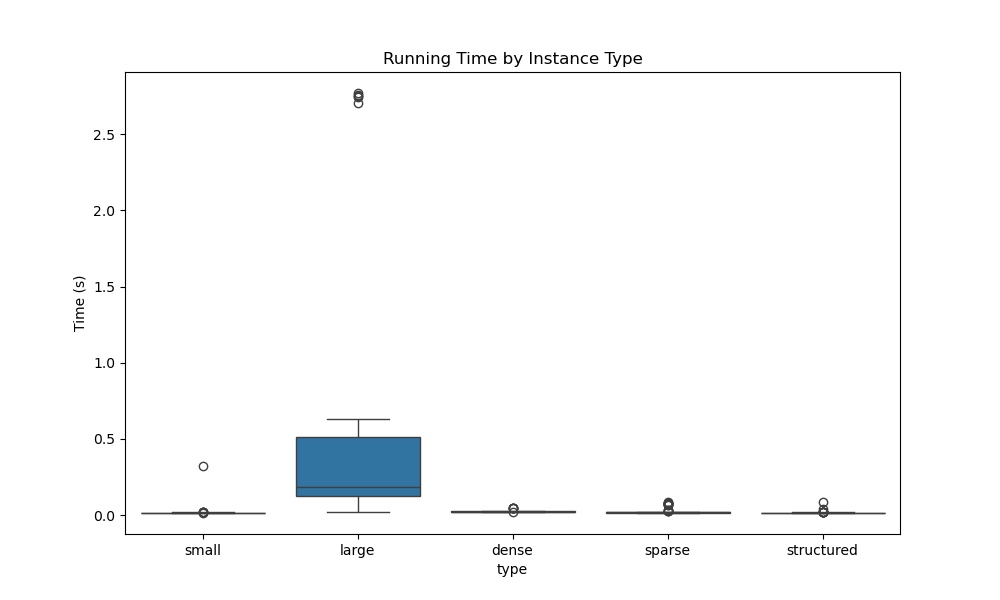 Running Time by Instance Type
Time (s)
2.5
2.0
1.5
1.0
0.5
0.0
small large dense sparse structured
type